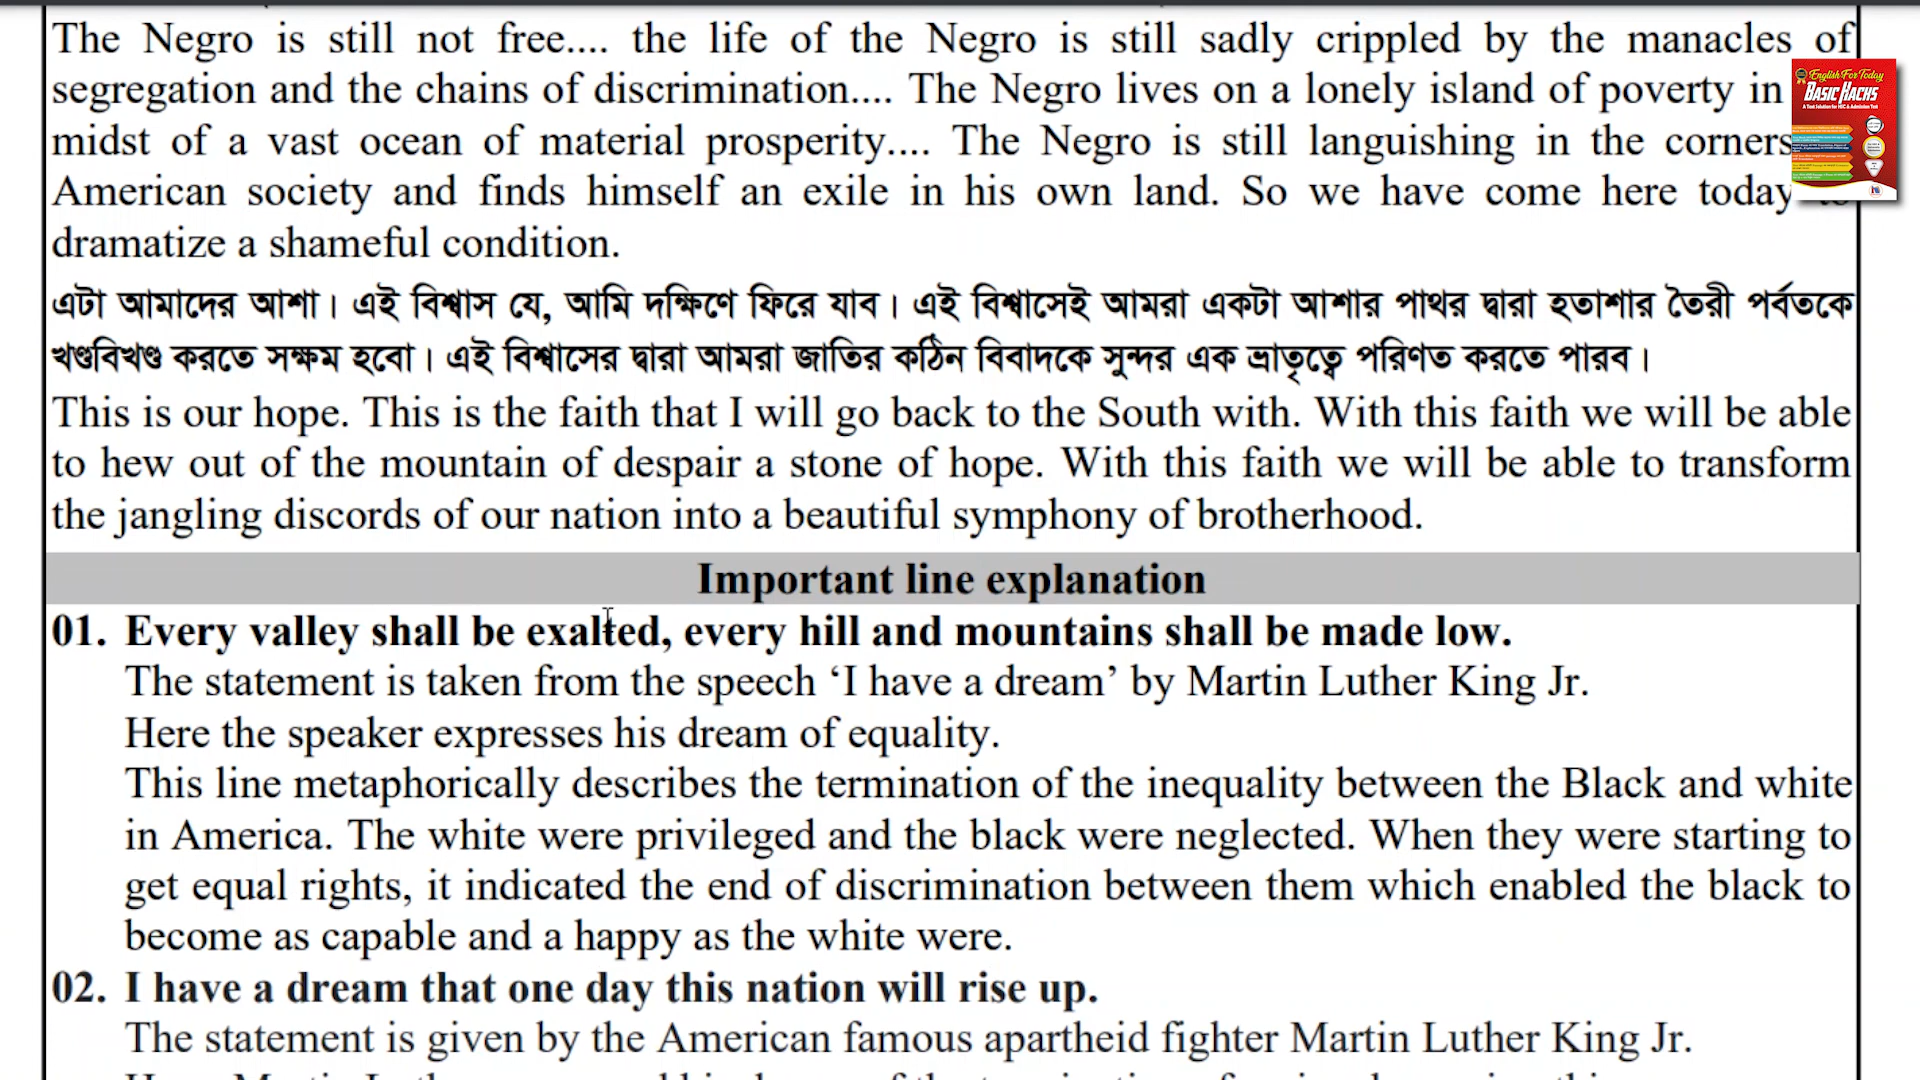 The Negro is still not free.... the life of the Negro is still sadly crippled by the manacles of
segregation and the chains of discrimination.... The Negro lives on a lonely island of poverty in
midst of a vast ocean of material prosperity.... The Negro is still languishing in the corners
American society and finds himself an exile in his own land. So we have come here today to
dramatize a shameful condition.
English For Today
BASIC HACKS
এটা আমাদের আশা। এই বিশ্বাস যে, আমি দক্ষিণে ফিরে যাব। এই বিশ্বাসেই আমরা একটা আশার পাথর দ্বারা হতাশার তৈরী পর্বতকে
খণ্ডবিখণ্ড করতে সক্ষম হবো। এই বিশ্বাসের দ্বারা আমরা জাতির কঠিন বিবাদকে সুন্দর এক ভ্রাতৃত্বে পরিণত করতে পারব।
This is our hope. This is the faith that I will go back to the South with. With this faith we will be able
to hew out of the mountain of despair a stone of hope. With this faith we will be able to transform
the jangling discords of our nation into a beautiful symphony of brotherhood.
Important line explanation
01. Every valley shall be exalted, every hill and mountains shall be made low.
The statement is taken from the speech ‘I have a dream’ by Martin Luther King Jr.
Here the speaker expresses his dream of equality.
This line metaphorically describes the termination of the inequality between the Black and white
in America. The white were privileged and the black were neglected. When they were starting to
get equal rights, it indicated the end of discrimination between them which enabled the black to
become as capable and a happy as the white were.
02. I have a dream that one day this nation will rise up.
The statement is given by the American famous apartheid fighter Martin Luther King Jr.